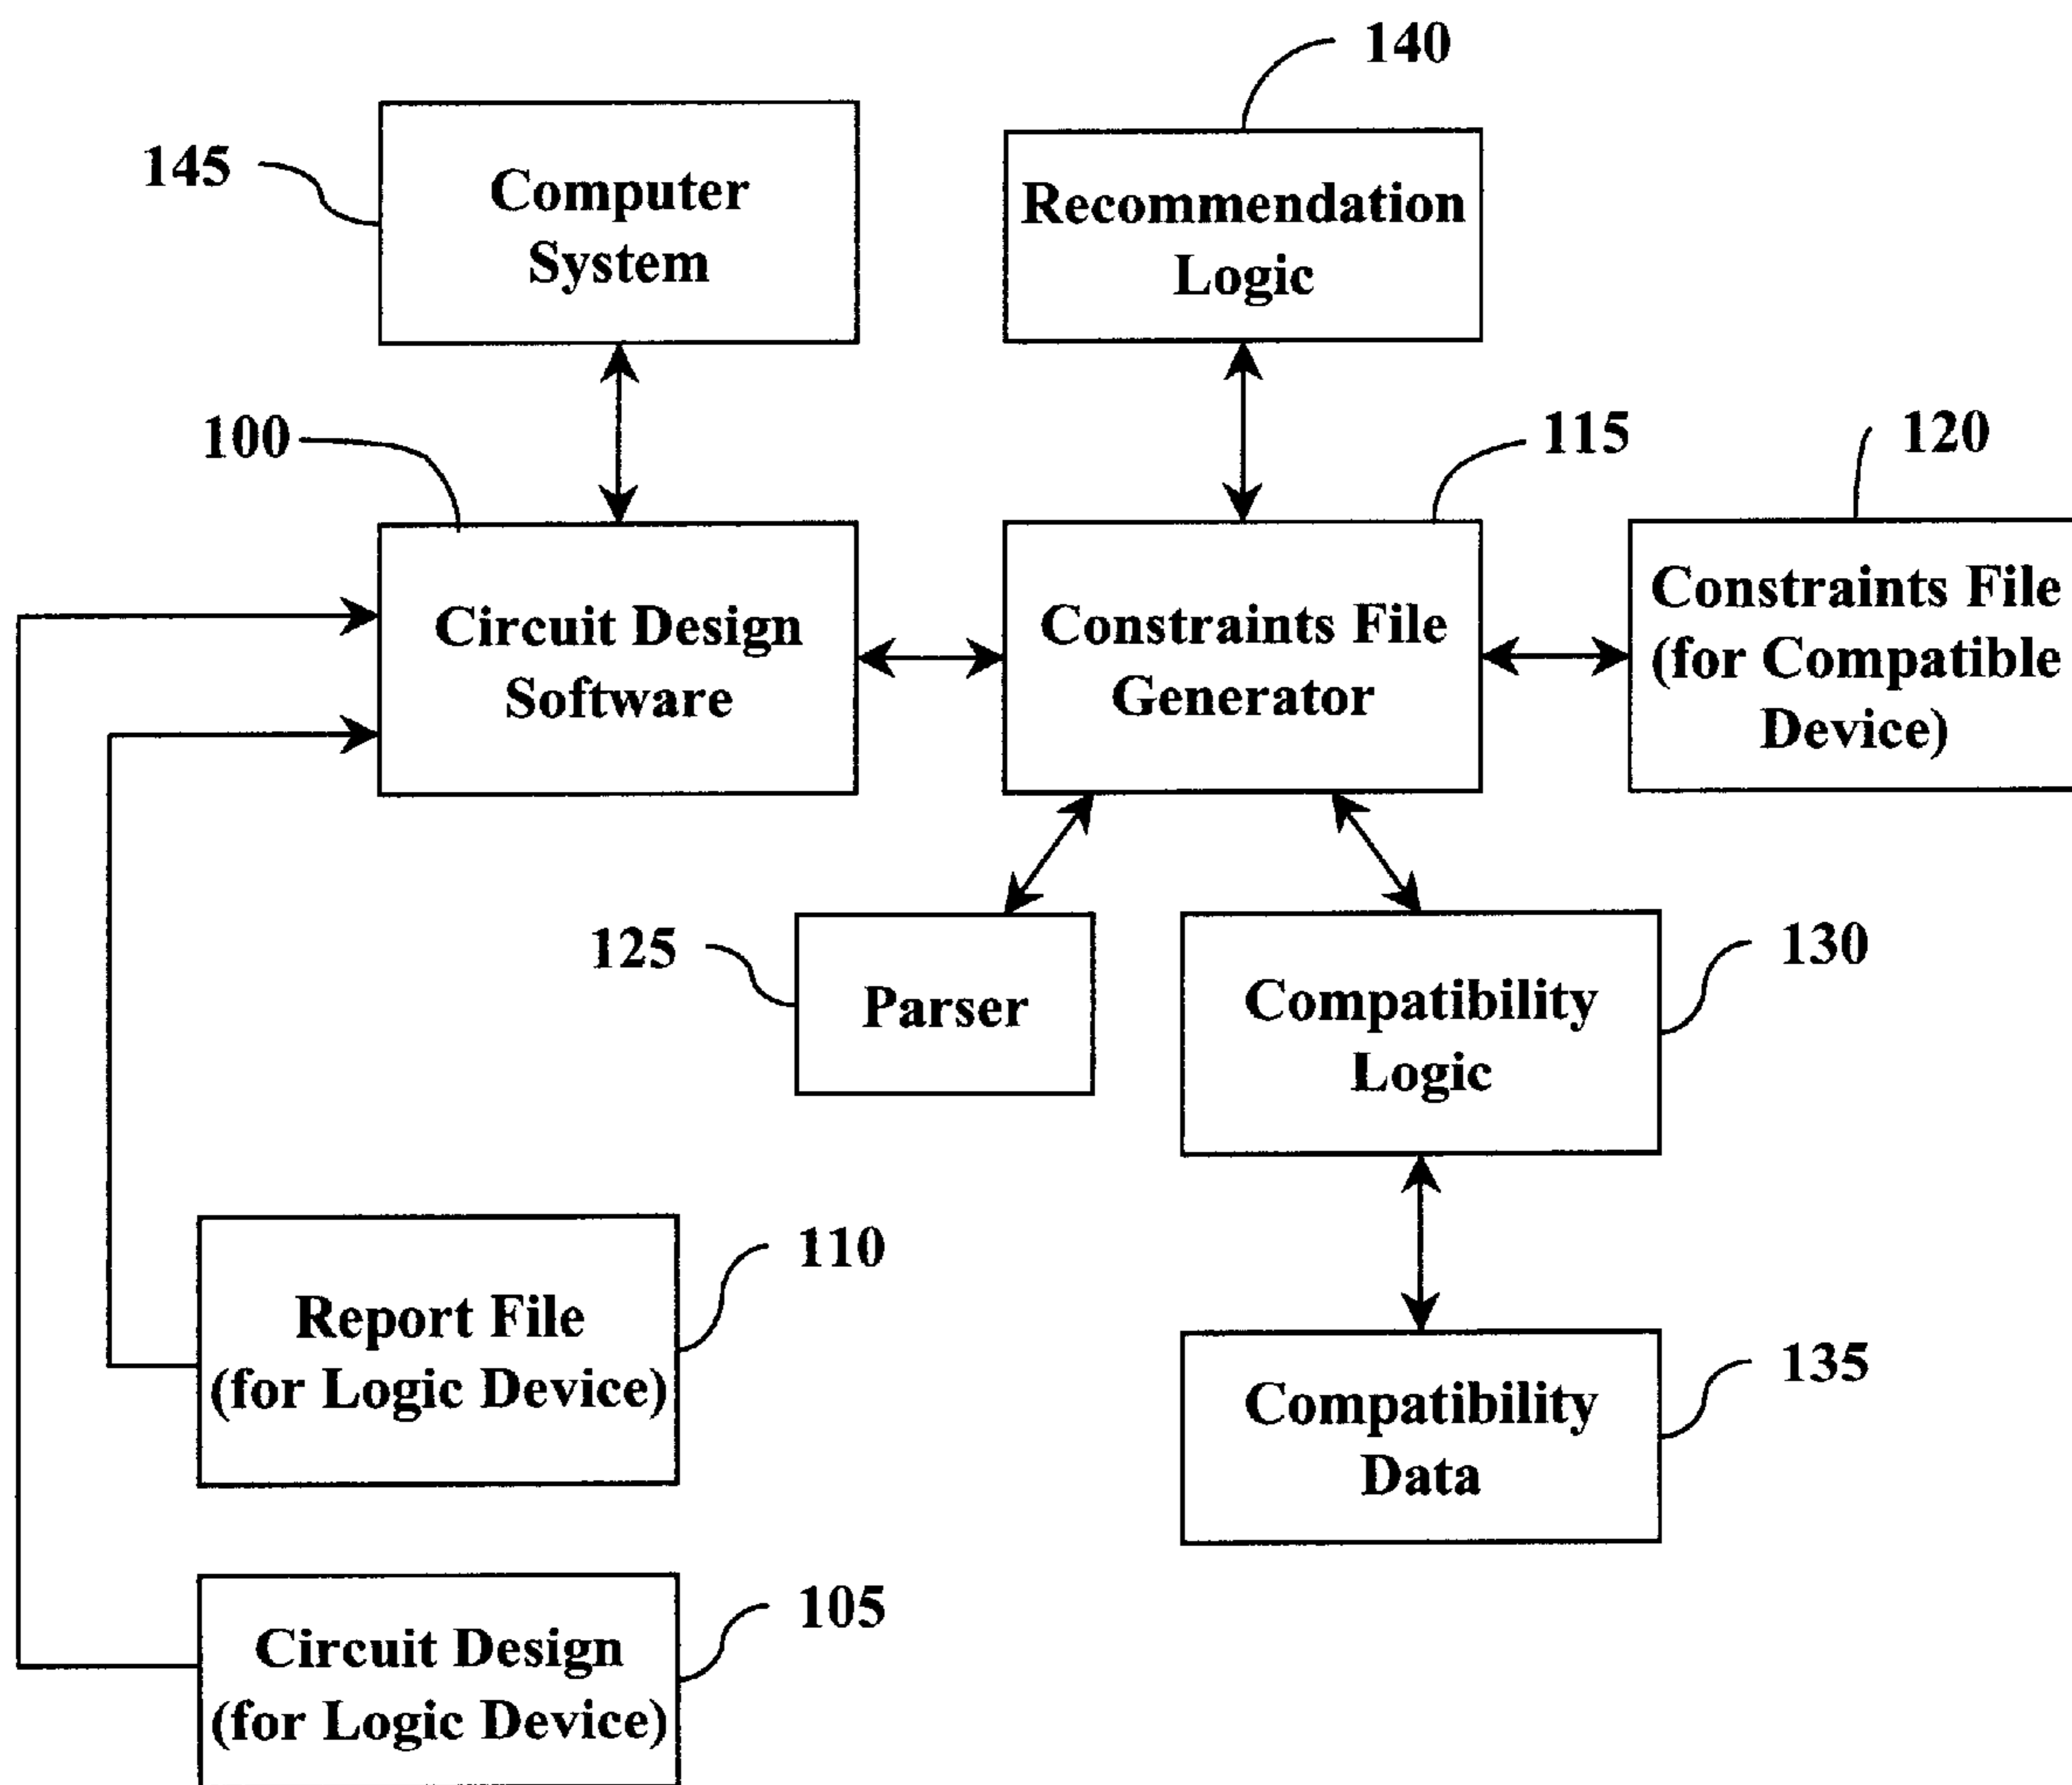 140
145
Computer
System
Recommendation
Logic
100
115
120
Circuit Design
Software
Constraints File
Generator
Constraints File
(for Compatible
Device)
125
Parser
130
Compatibility
Logic
110
Report File
(for Logic Device)
135
Compatibility
Data
105
Circuit Design
(for Logic Device)